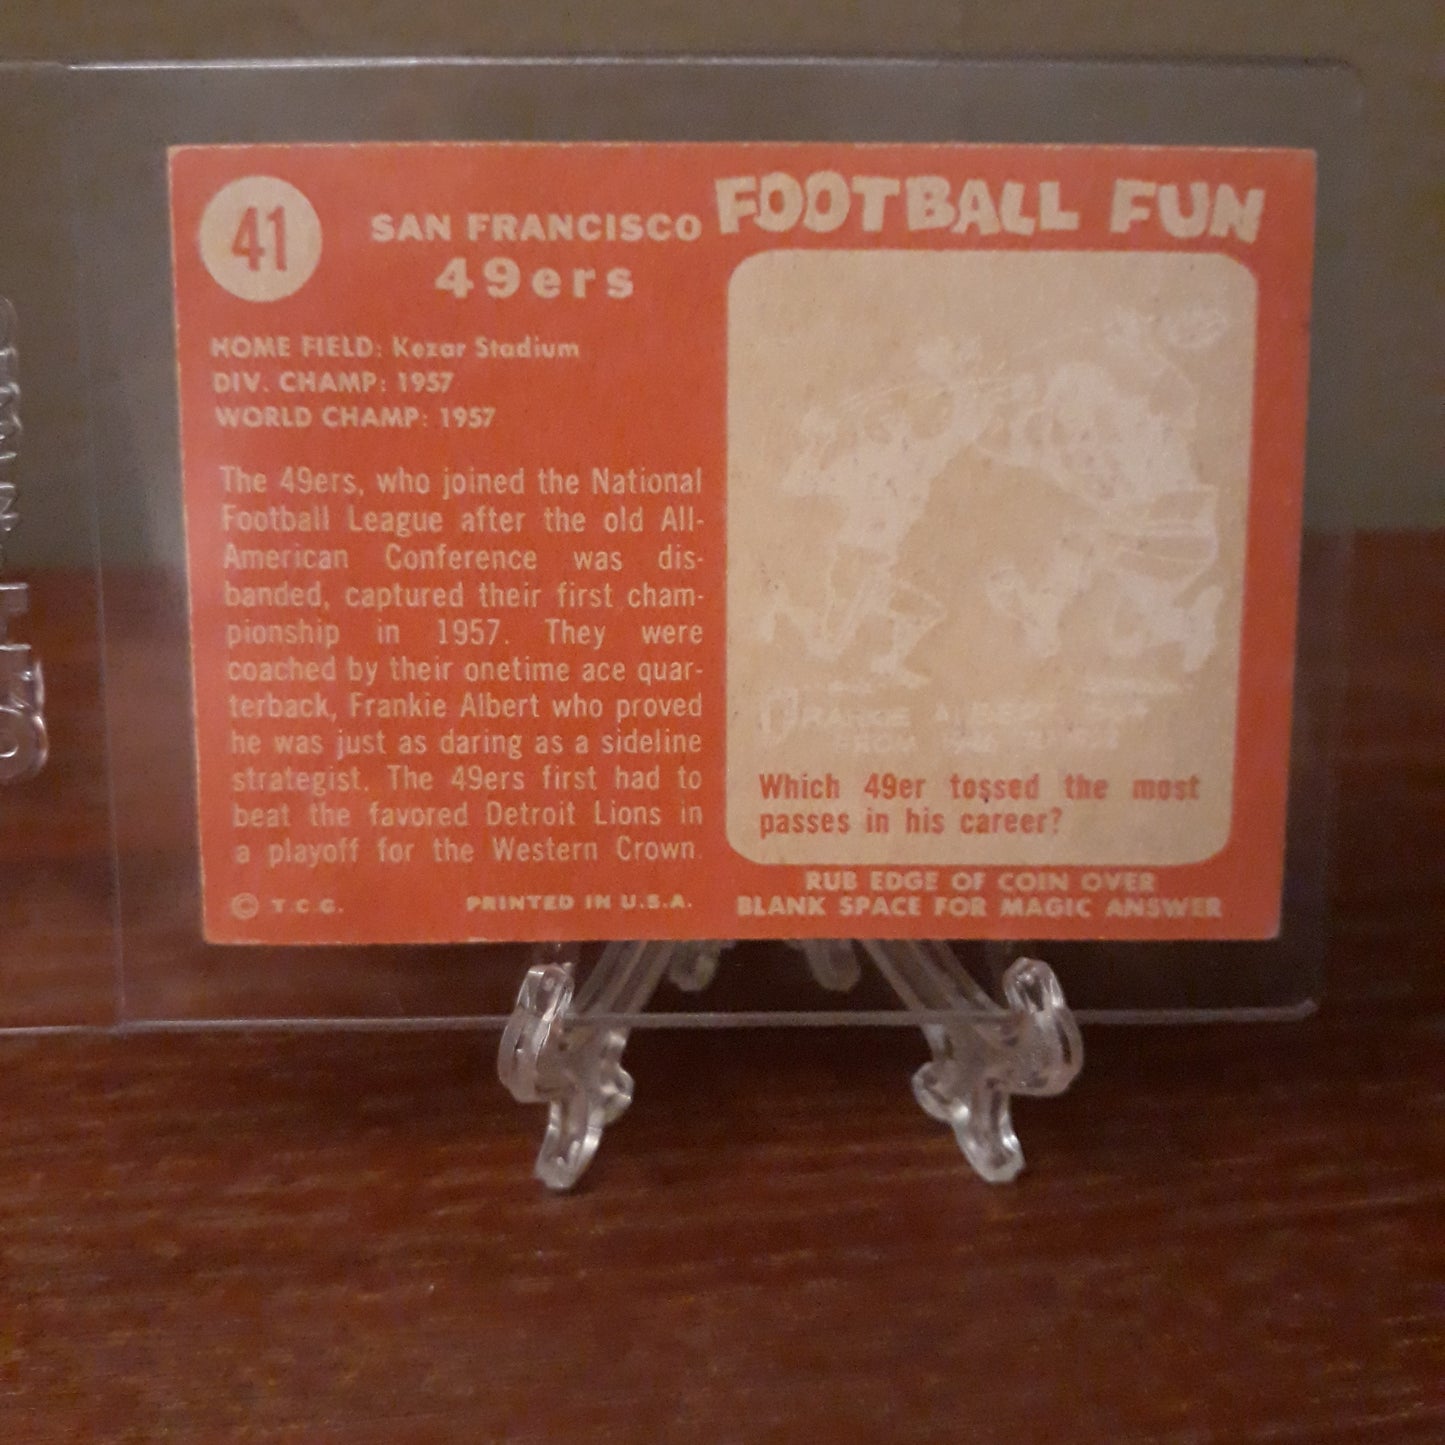 41
SAN FRANCISCO
49ers
HOME FIELD: Kezar Stadium
DIV. CHAMP: 1957
WORLD CHAMP: 1957
The 49ers, who joined the National
Football League after the old All-
American Conference was dis-
banded, captured their first cham-
pionship in 1957. They were
coached by their onetime ace quar-
terback, Frankie Albert who proved
he was just as daring as a sideline
strategist. The 49ers first had to
beat the favored Detroit Lions in
a playoff for the Western Crown.
© T.C.G.
PRINTED IN U.S.A.
FOOTBALL FUN
FRANKIE ALBERT
FROM
Which 49er tossed the most
passes in his career?
RUB EDGE OF COIN OVER
BLANK SPACE FOR MAGIC ANSWER